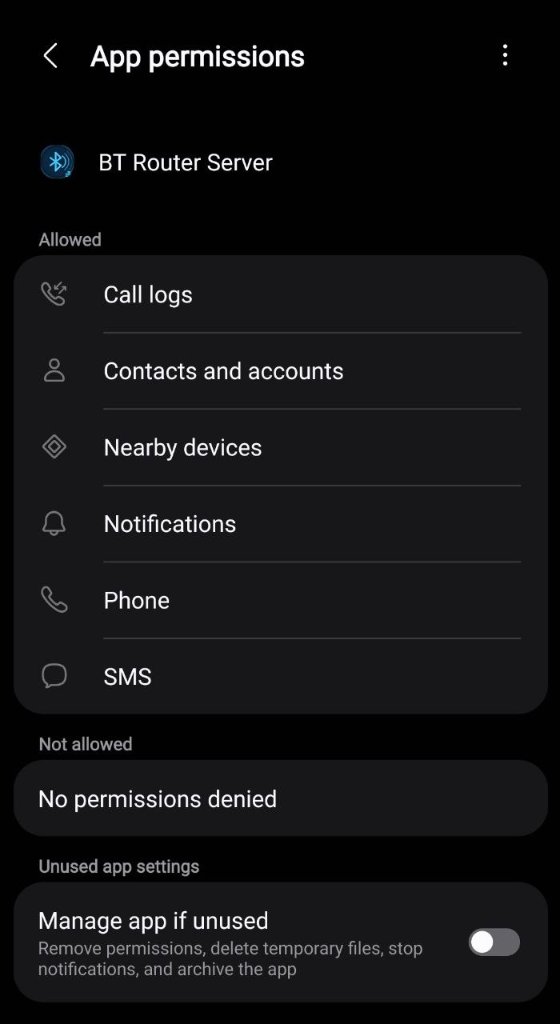 App permissions
BT Router Server
Allowed
Call logs
Contacts and accounts
Nearby devices
Notifications
Phone
SMS
Not allowed
No permissions denied
Unused app settings
Manage app if unused
Remove permissions, delete temporary files, stop
notifications, and archive the app